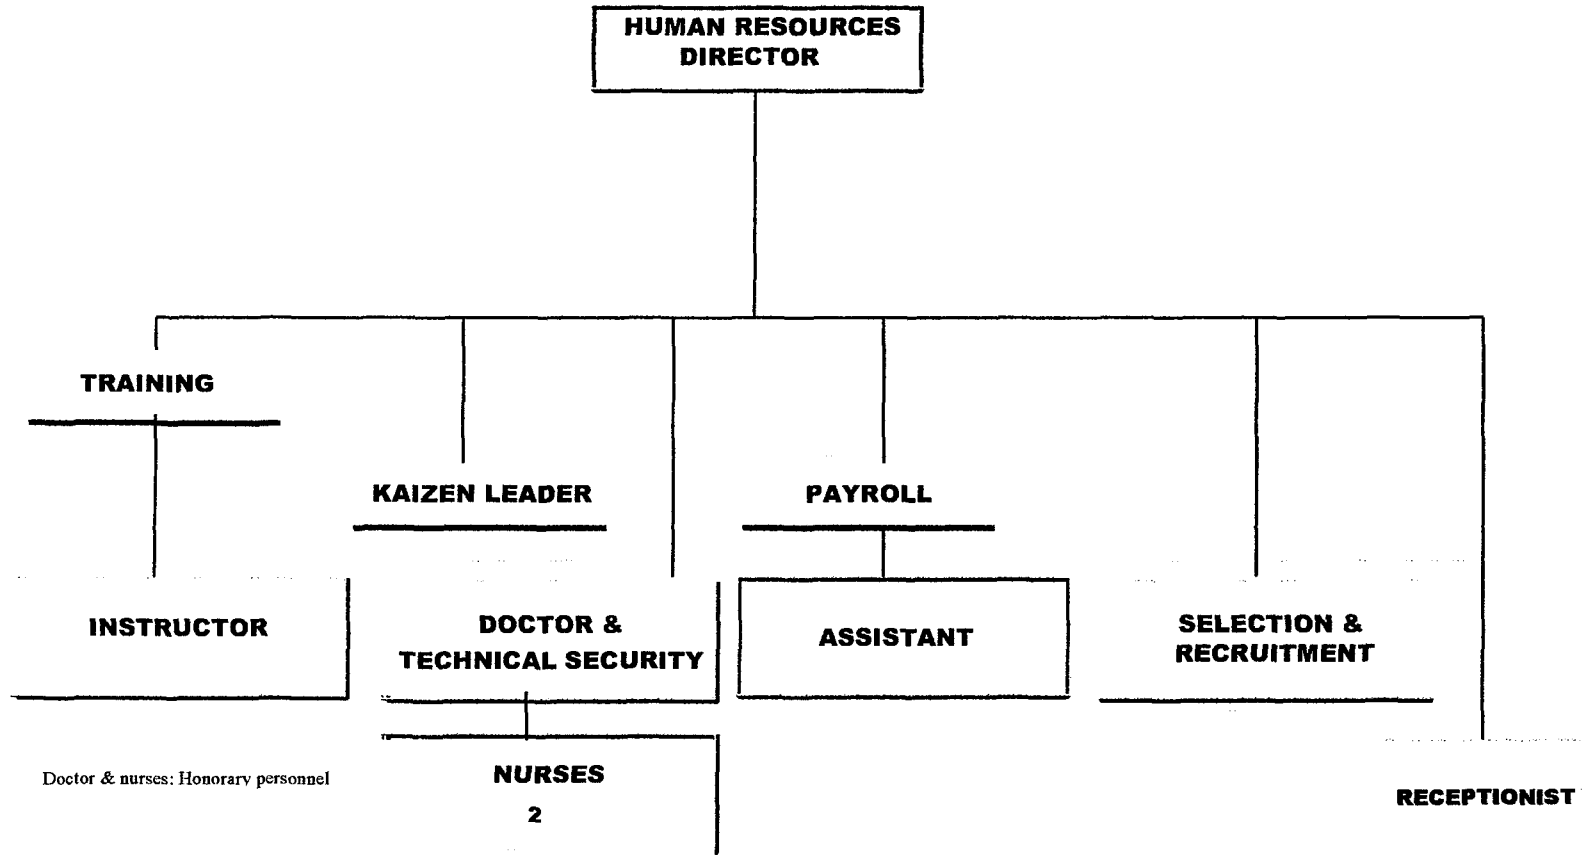 HUMAN RESOURCES
DIRECTOR
TRAINING
KAIZEN LEADER
PAYROLL
INSTRUCTOR
DOCTOR &
TECHNICAL SECURITY
ASSISTANT
SELECTION &
RECRUITMENT
Doctor & nurses: Honorary personnel
NURSES
2
RECEPTIONIST